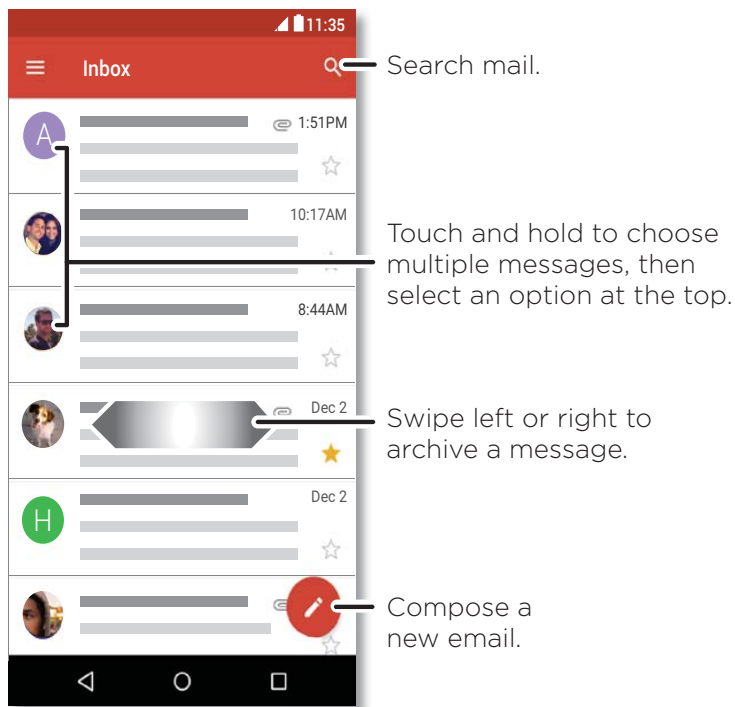 11:35
Inbox
Search mail.
A
1:51PM
10:17AM
Touch and hold to choose
multiple messages, then
select an option at the top.
8:44AM
Dec 2
Swipe left or right to
archive a message.
Dec 2
H
Compose a
new email.